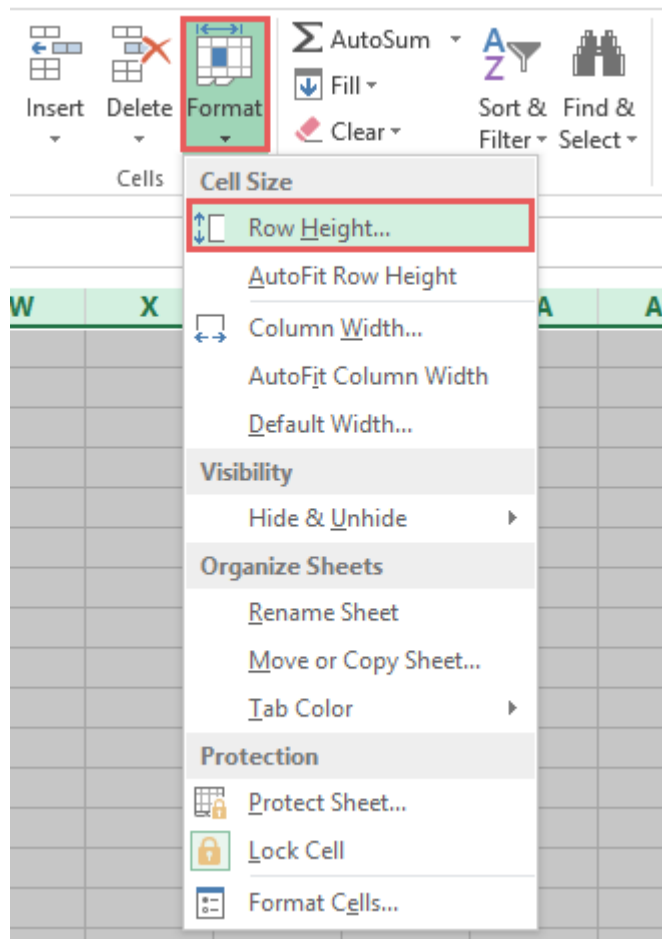 AutoSum
Fill
Insert Delete Format
Sort & Find &
Clear
Filter Select
Cells
Cell Size
Row Height...
AutoFit Row Height
W X A A
Column Width...
AutoFit Column Width
Default Width...
Visibility
Hide & Unhide
Organize Sheets
Rename Sheet
Move or Copy Sheet...
Tab Color
Protection
Protect Sheet...
Lock Cell
Format Cells...